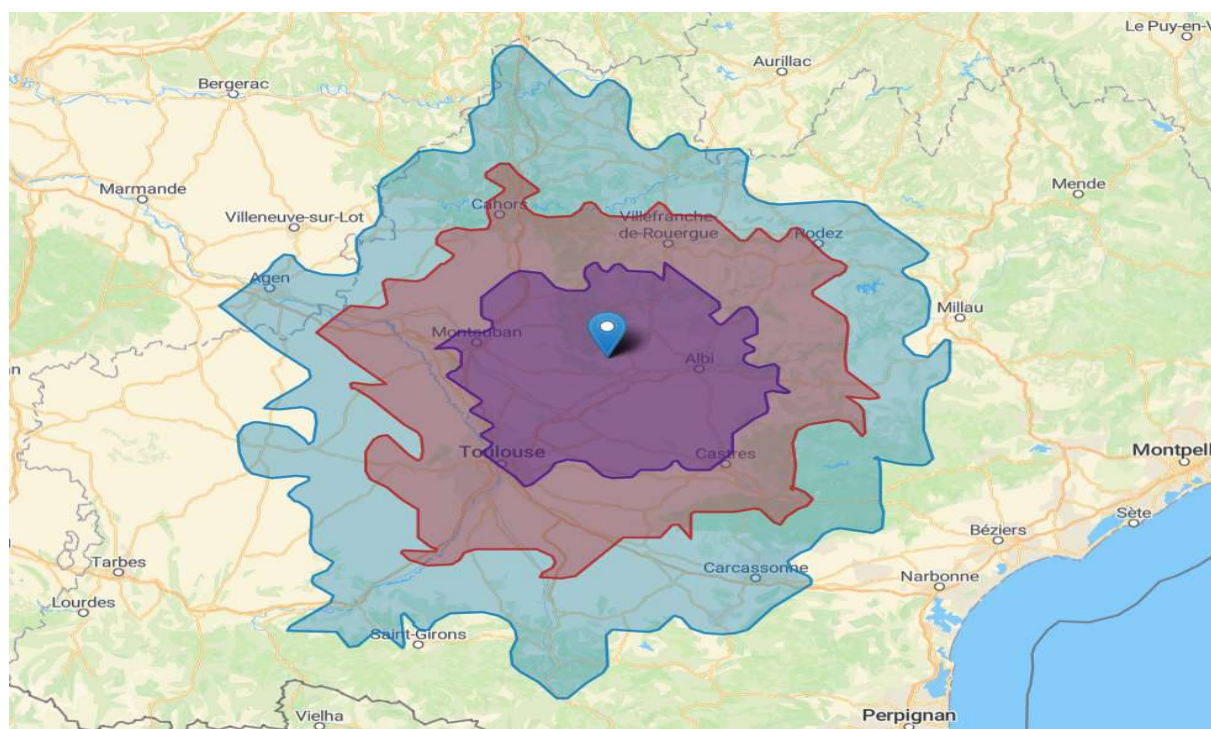 Le Puy-en-V
Aurillac
Bergerac
Marmande
Mende
Villeneuve-sur-Lot
Cahors
Villefranche-
de-Rouergue
Rodez
Agen
Millau
Montauban
Albi
an
Toulouse
Castres
Montpell
Sète
Béziers
Tarbes
Carcassonne
Narbonne
Lourdes
Saint-Girons
Vielha
Perpignan